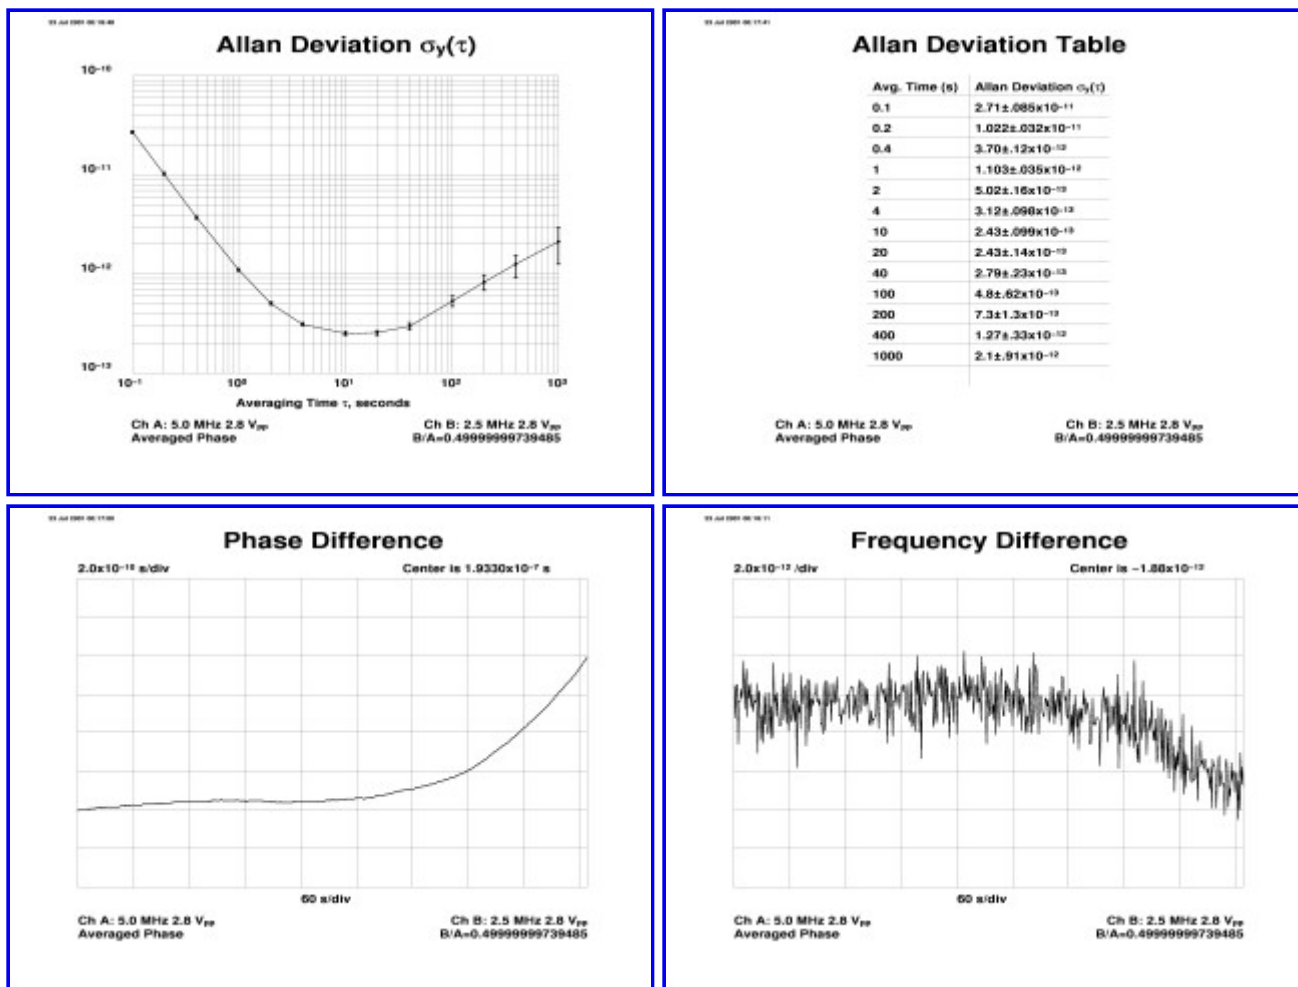 Allan Deviation σy(τ)
10⁻¹⁰
10⁻¹¹
10⁻¹²
10⁻¹³
10⁻¹ 10⁰ 10¹ 10² 10³
Averaging Time τ, seconds
Ch A: 5.0 MHz 2.8 Vpp Ch B: 2.5 MHz 2.8 Vpp
Averaged Phase B/A=0.49999999739485
Allan Deviation Table
Avg. Time (s) Allan Deviation σy(τ)
0.1 2.71±.085x10⁻¹¹
0.2 1.022±.032x10⁻¹¹
0.4 3.70±.12x10⁻¹²
1 1.103±.035x10⁻¹²
2 5.02±.16x10⁻¹³
4 3.12±.098x10⁻¹³
10 2.43±.099x10⁻¹³
20 2.43±.14x10⁻¹³
40 2.79±.23x10⁻¹³
100 4.8±.62x10⁻¹³
200 7.3±1.3x10⁻¹³
400 1.27±.33x10⁻¹²
1000 2.1±.91x10⁻¹²
Ch A: 5.0 MHz 2.8 Vpp Ch B: 2.5 MHz 2.8 Vpp
Averaged Phase B/A=0.49999999739485
Phase Difference
2.0x10⁻¹⁰ s/div Center is 1.9330x10⁻⁷ s
60 s/div
Ch A: 5.0 MHz 2.8 Vpp Ch B: 2.5 MHz 2.8 Vpp
Averaged Phase B/A=0.49999999739485
Frequency Difference
2.0x10⁻¹² /div Center is −1.88x10⁻¹²
60 s/div
Ch A: 5.0 MHz 2.8 Vpp Ch B: 2.5 MHz 2.8 Vpp
Averaged Phase B/A=0.49999999739485